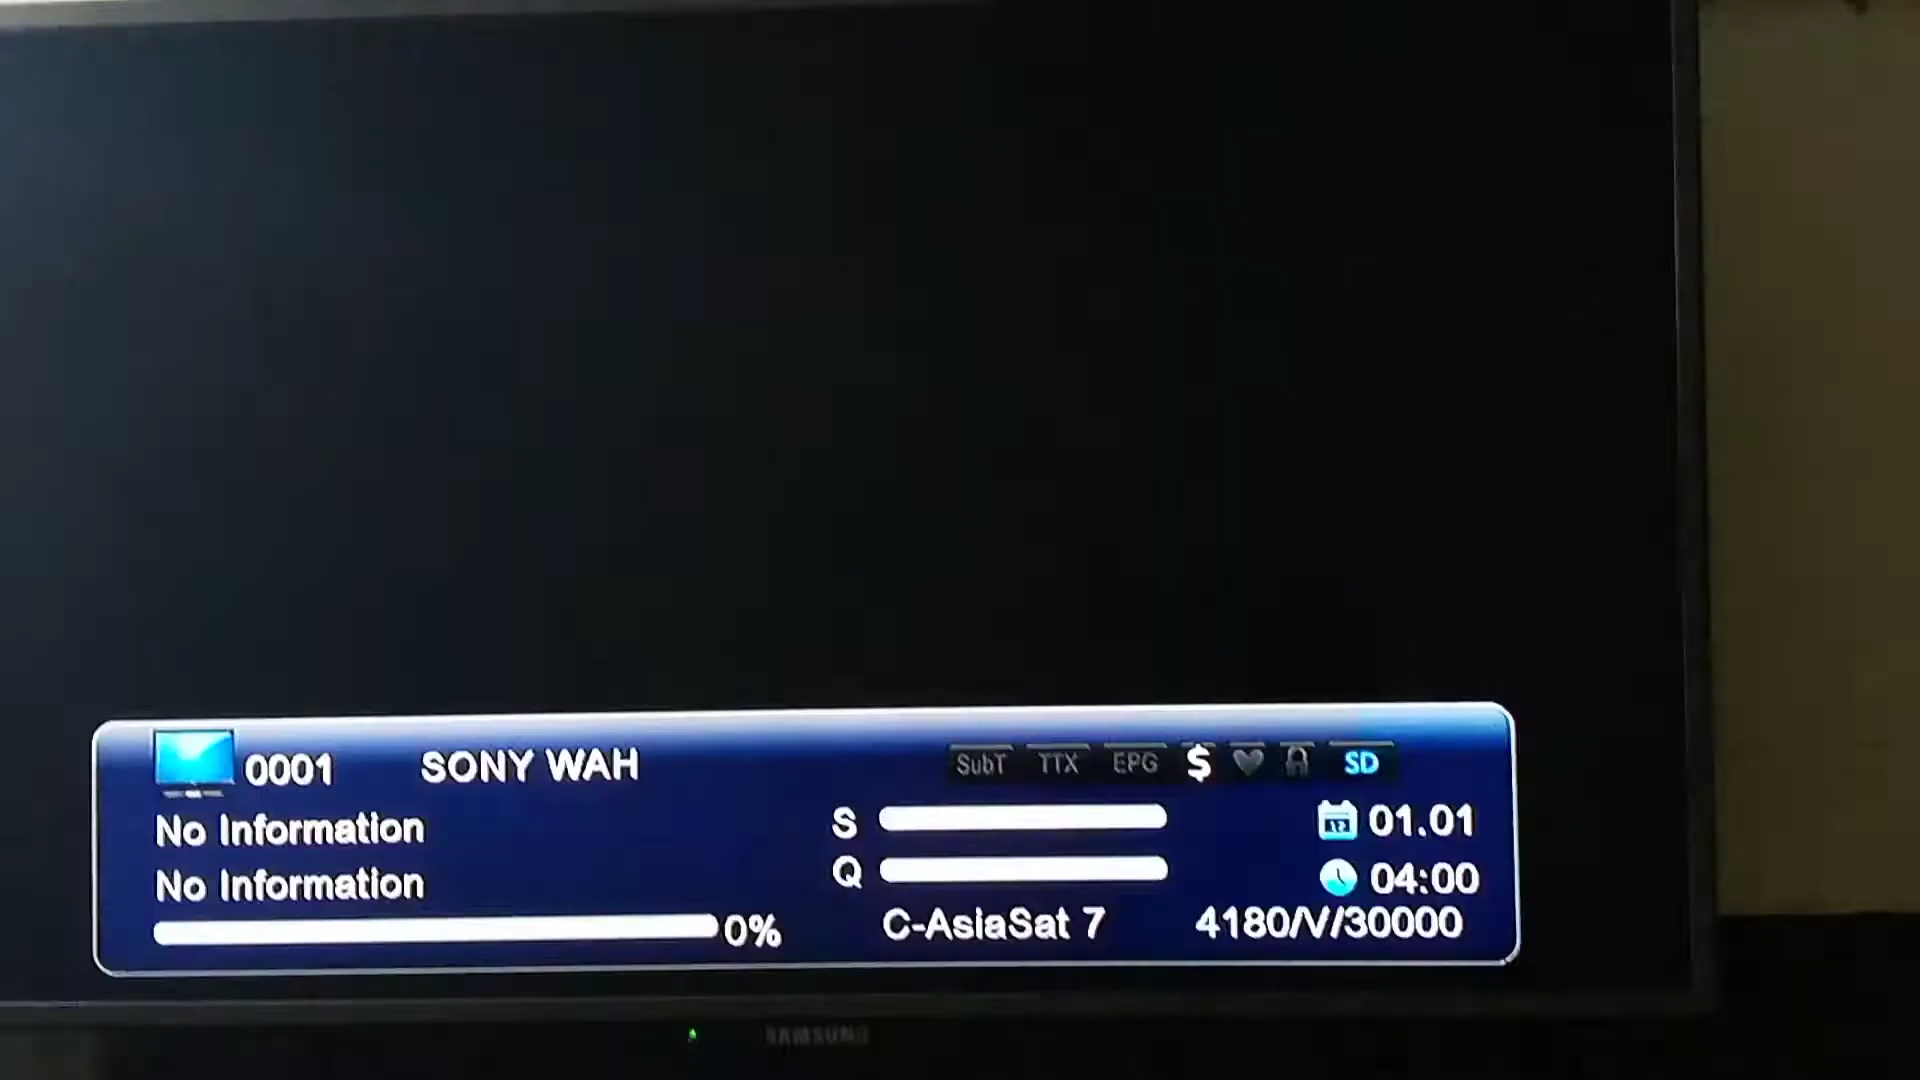 0001 SONY WAH SubT TTX EPG $ SD
No Information S 01.01
No Information Q 04:00
0% C-AsiaSat 7 4180/V/30000
SAMSUNG